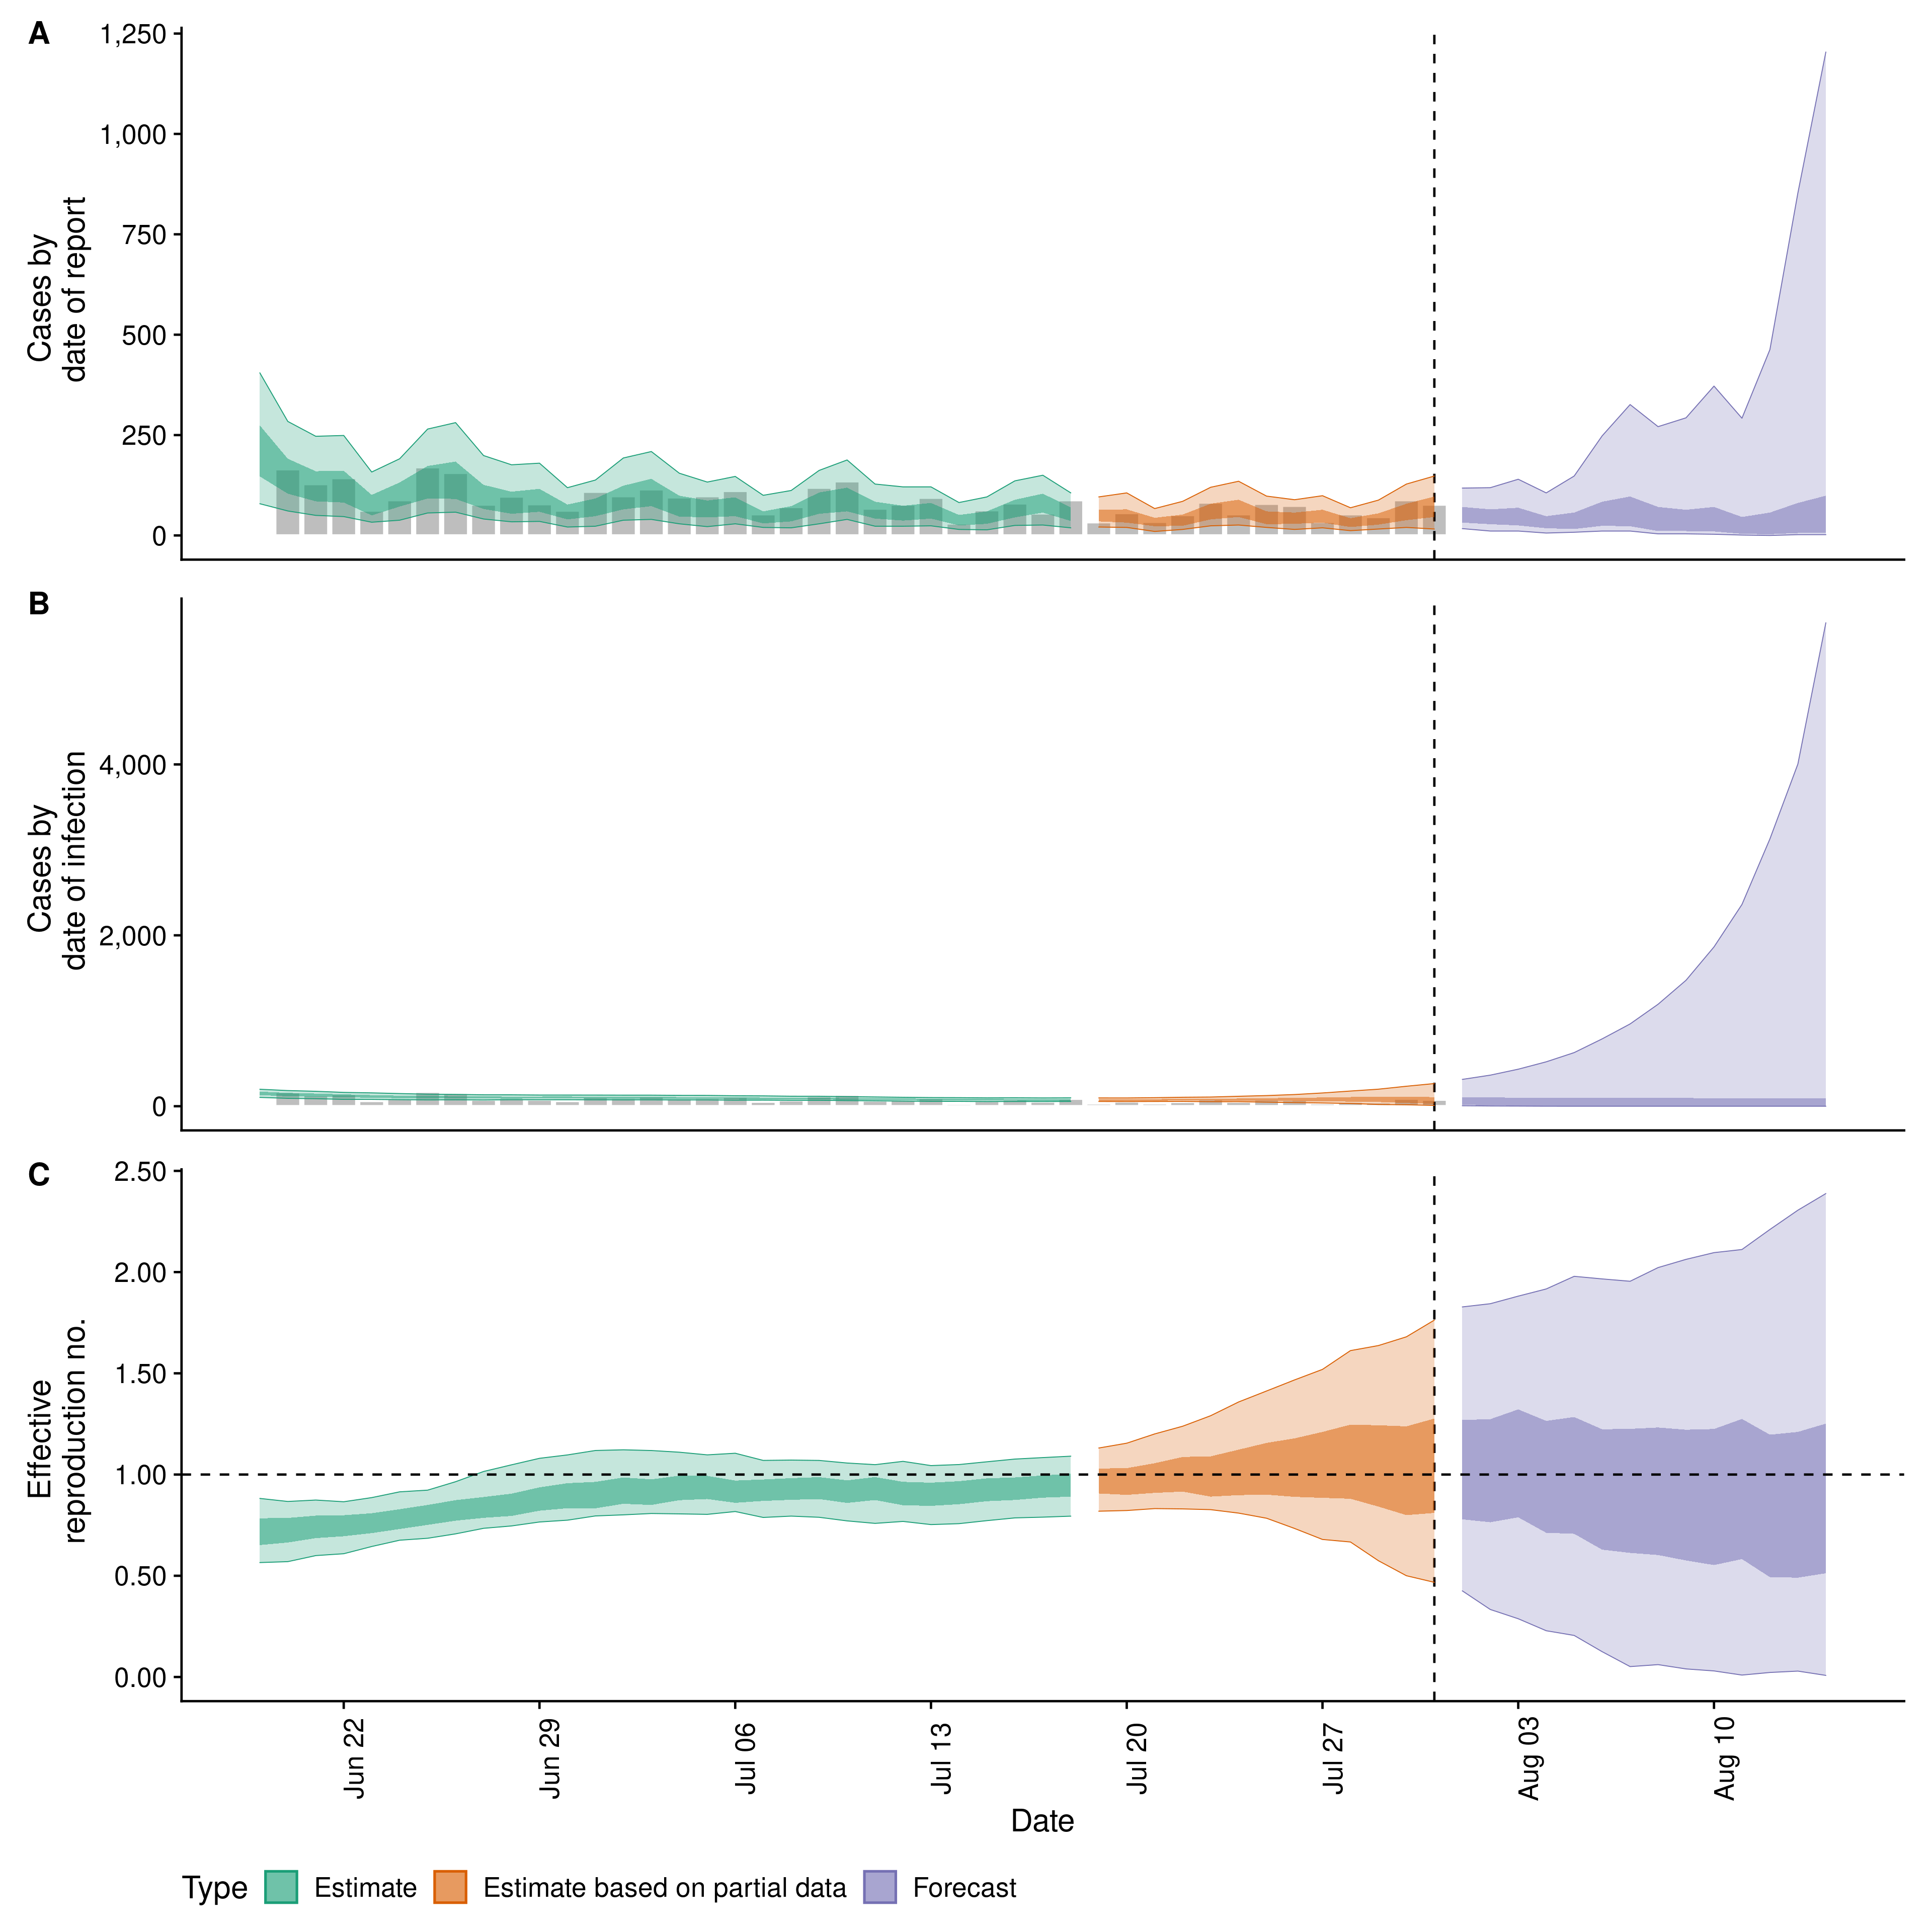 A
Cases by
date of report
1,250
1,000
750
500
250
0
B
Cases by
date of infection
4,000
2,000
0
C
Effective
reproduction no.
2.50
2.00
1.50
1.00
0.50
0.00
Jun 22
Jun 29
Jul 06
Jul 13
Jul 20
Jul 27
Aug 03
Aug 10
Date
Type Estimate Estimate based on partial data Forecast